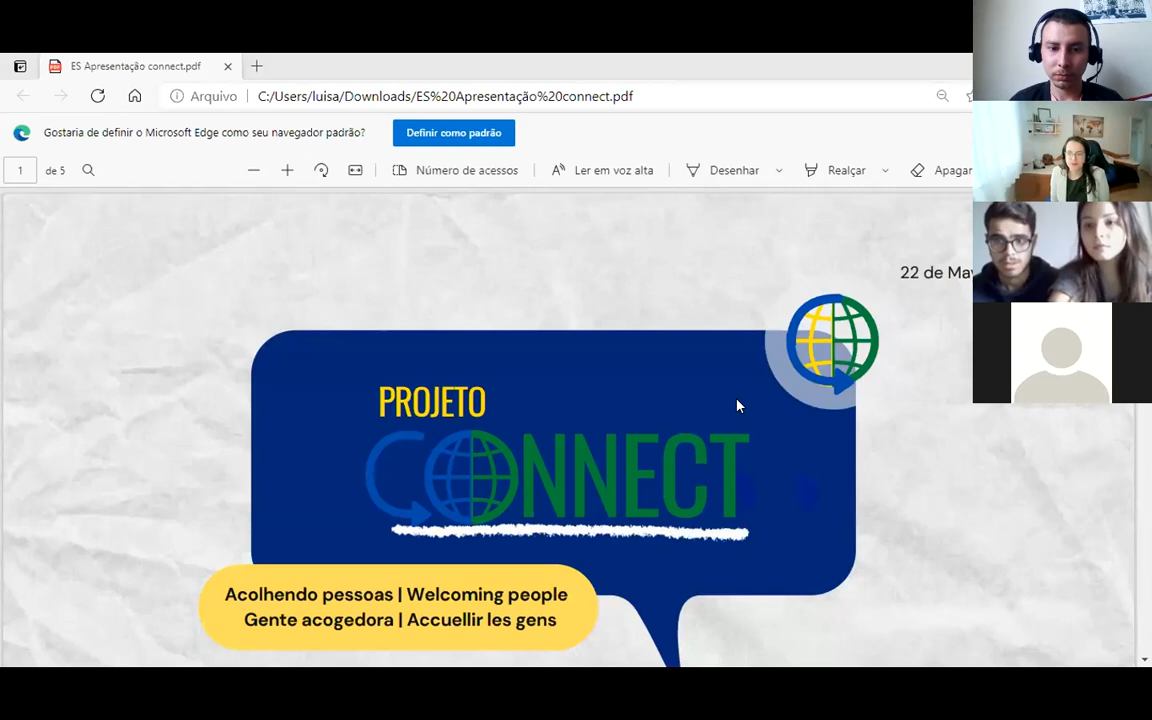 ES Apresentação connect.pdf
Arquivo
C:/Users/luisa/Downloads/ES%20Apresentação%20connect.pdf
Gostaria de definir o Microsoft Edge como seu navegador padrão?
Definir como padrão
1
de 5
Número de acessos
Ler em voz alta
Desenhar
Realçar
Apagar
22 de May
PROJETO
CONNECT
Acolhendo pessoas | Welcoming people
Gente acogedora | Accuellir les gens